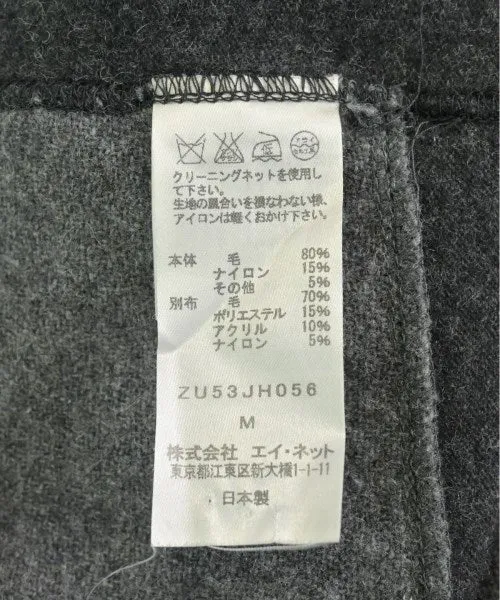 クリーニングネットを使用し
て下さい。
生地の風合いを損なわない様、
アイロンは軽くおかけ下さい。
本体 毛 80%
ナイロン 15%
その他 5%
別布 毛 70%
ポリエステル 15%
アクリル 10%
ナイロン 5%
ZU53JH056
M
株式会社 エイ・ネット
東京都江東区新大橋1-1-11
日本製